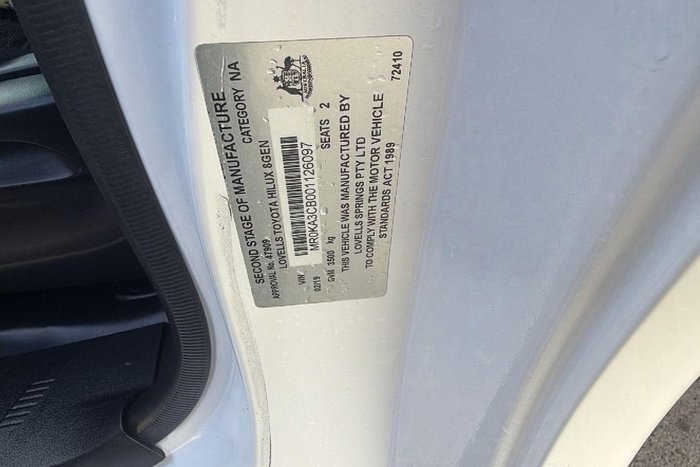 SECOND STAGE OF MANUFACTURE
APPROVAL No. 47909 CATEGORY NA
LOVELLS TOYOTA HILUX 8GEN
VIN MR0KA3CB001126097
02/19 GVM 3500 kg SEATS 2
THIS VEHICLE WAS MANUFACTURED BY
LOVELLS SPRINGS PTY LTD
TO COMPLY WITH THE MOTOR VEHICLE
STANDARDS ACT 1989
72410